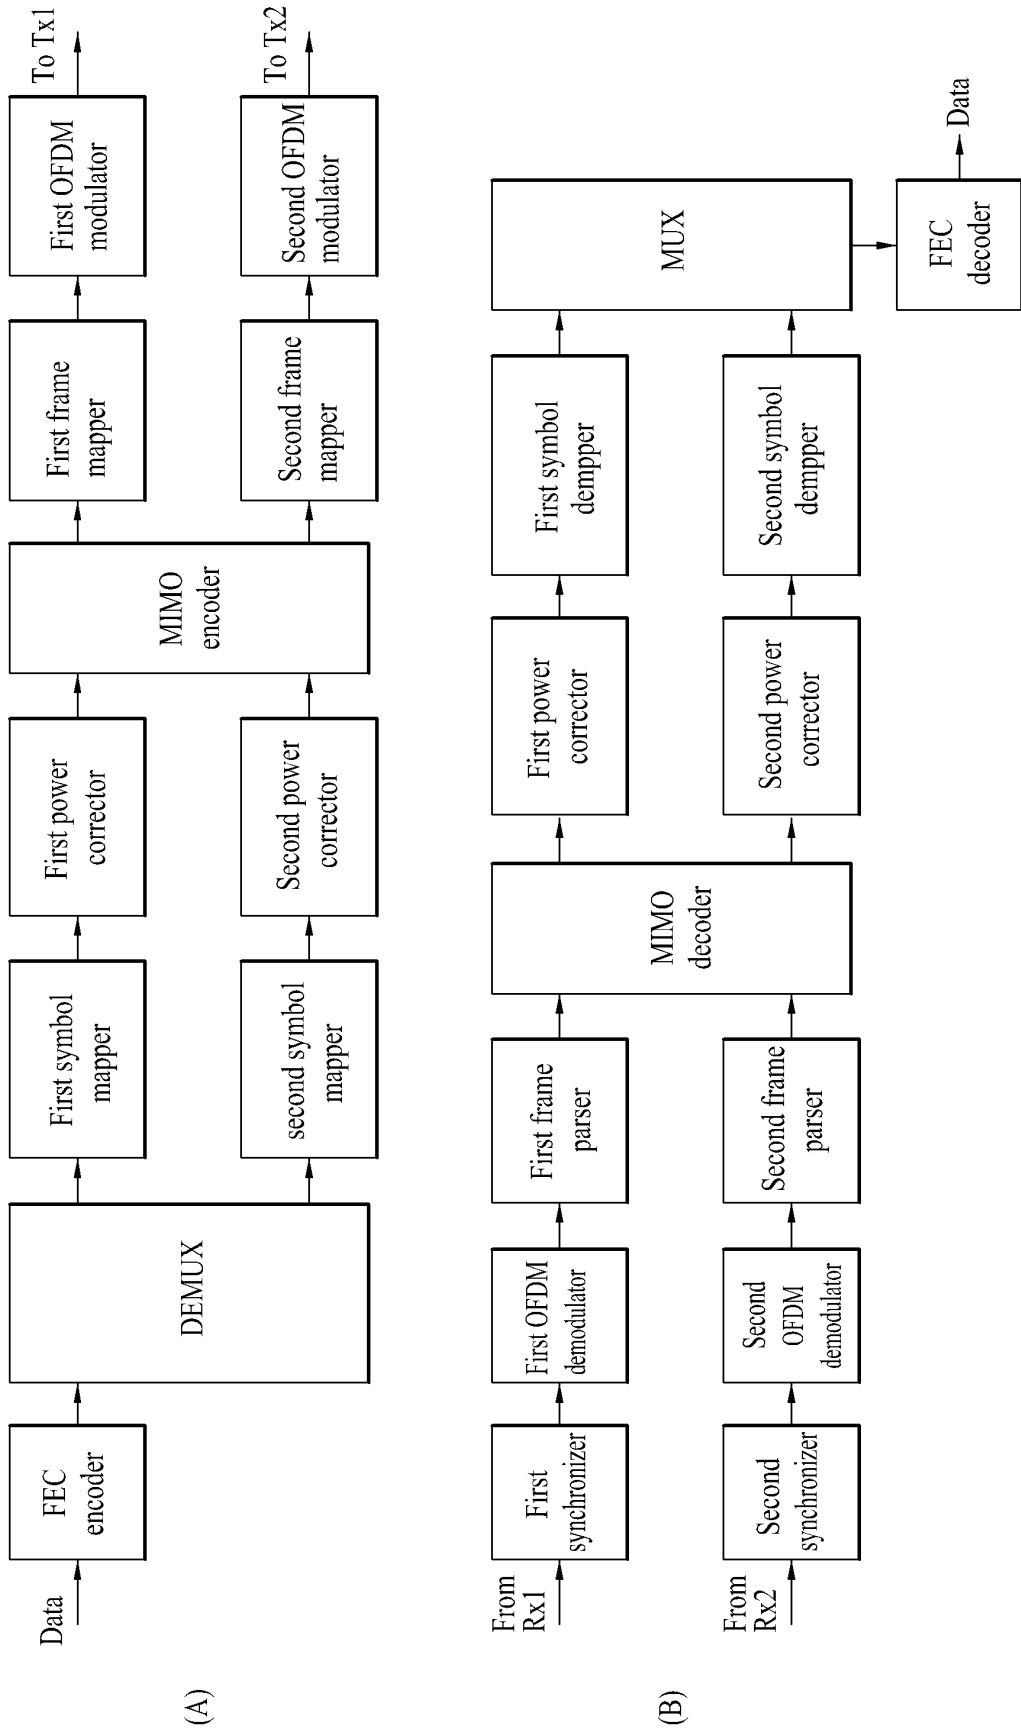 (A)
Data
FEC
encoder
DEMUX
First symbol
mapper
second symbol
mapper
First power
corrector
Second power
corrector
MIMO
encoder
First frame
mapper
Second frame
mapper
First OFDM
modulator
Second OFDM
modulator
To Tx1
To Tx2
(B)
From
Rx1
From
Rx2
First
synchronizer
Second
synchronizer
First OFDM
demodulator
Second
OFDM
demodulator
First frame
parser
Second frame
parser
MIMO
decoder
First power
corrector
Second power
corrector
First symbol
dempper
Second symbol
dempper
MUX
FEC
decoder
Data